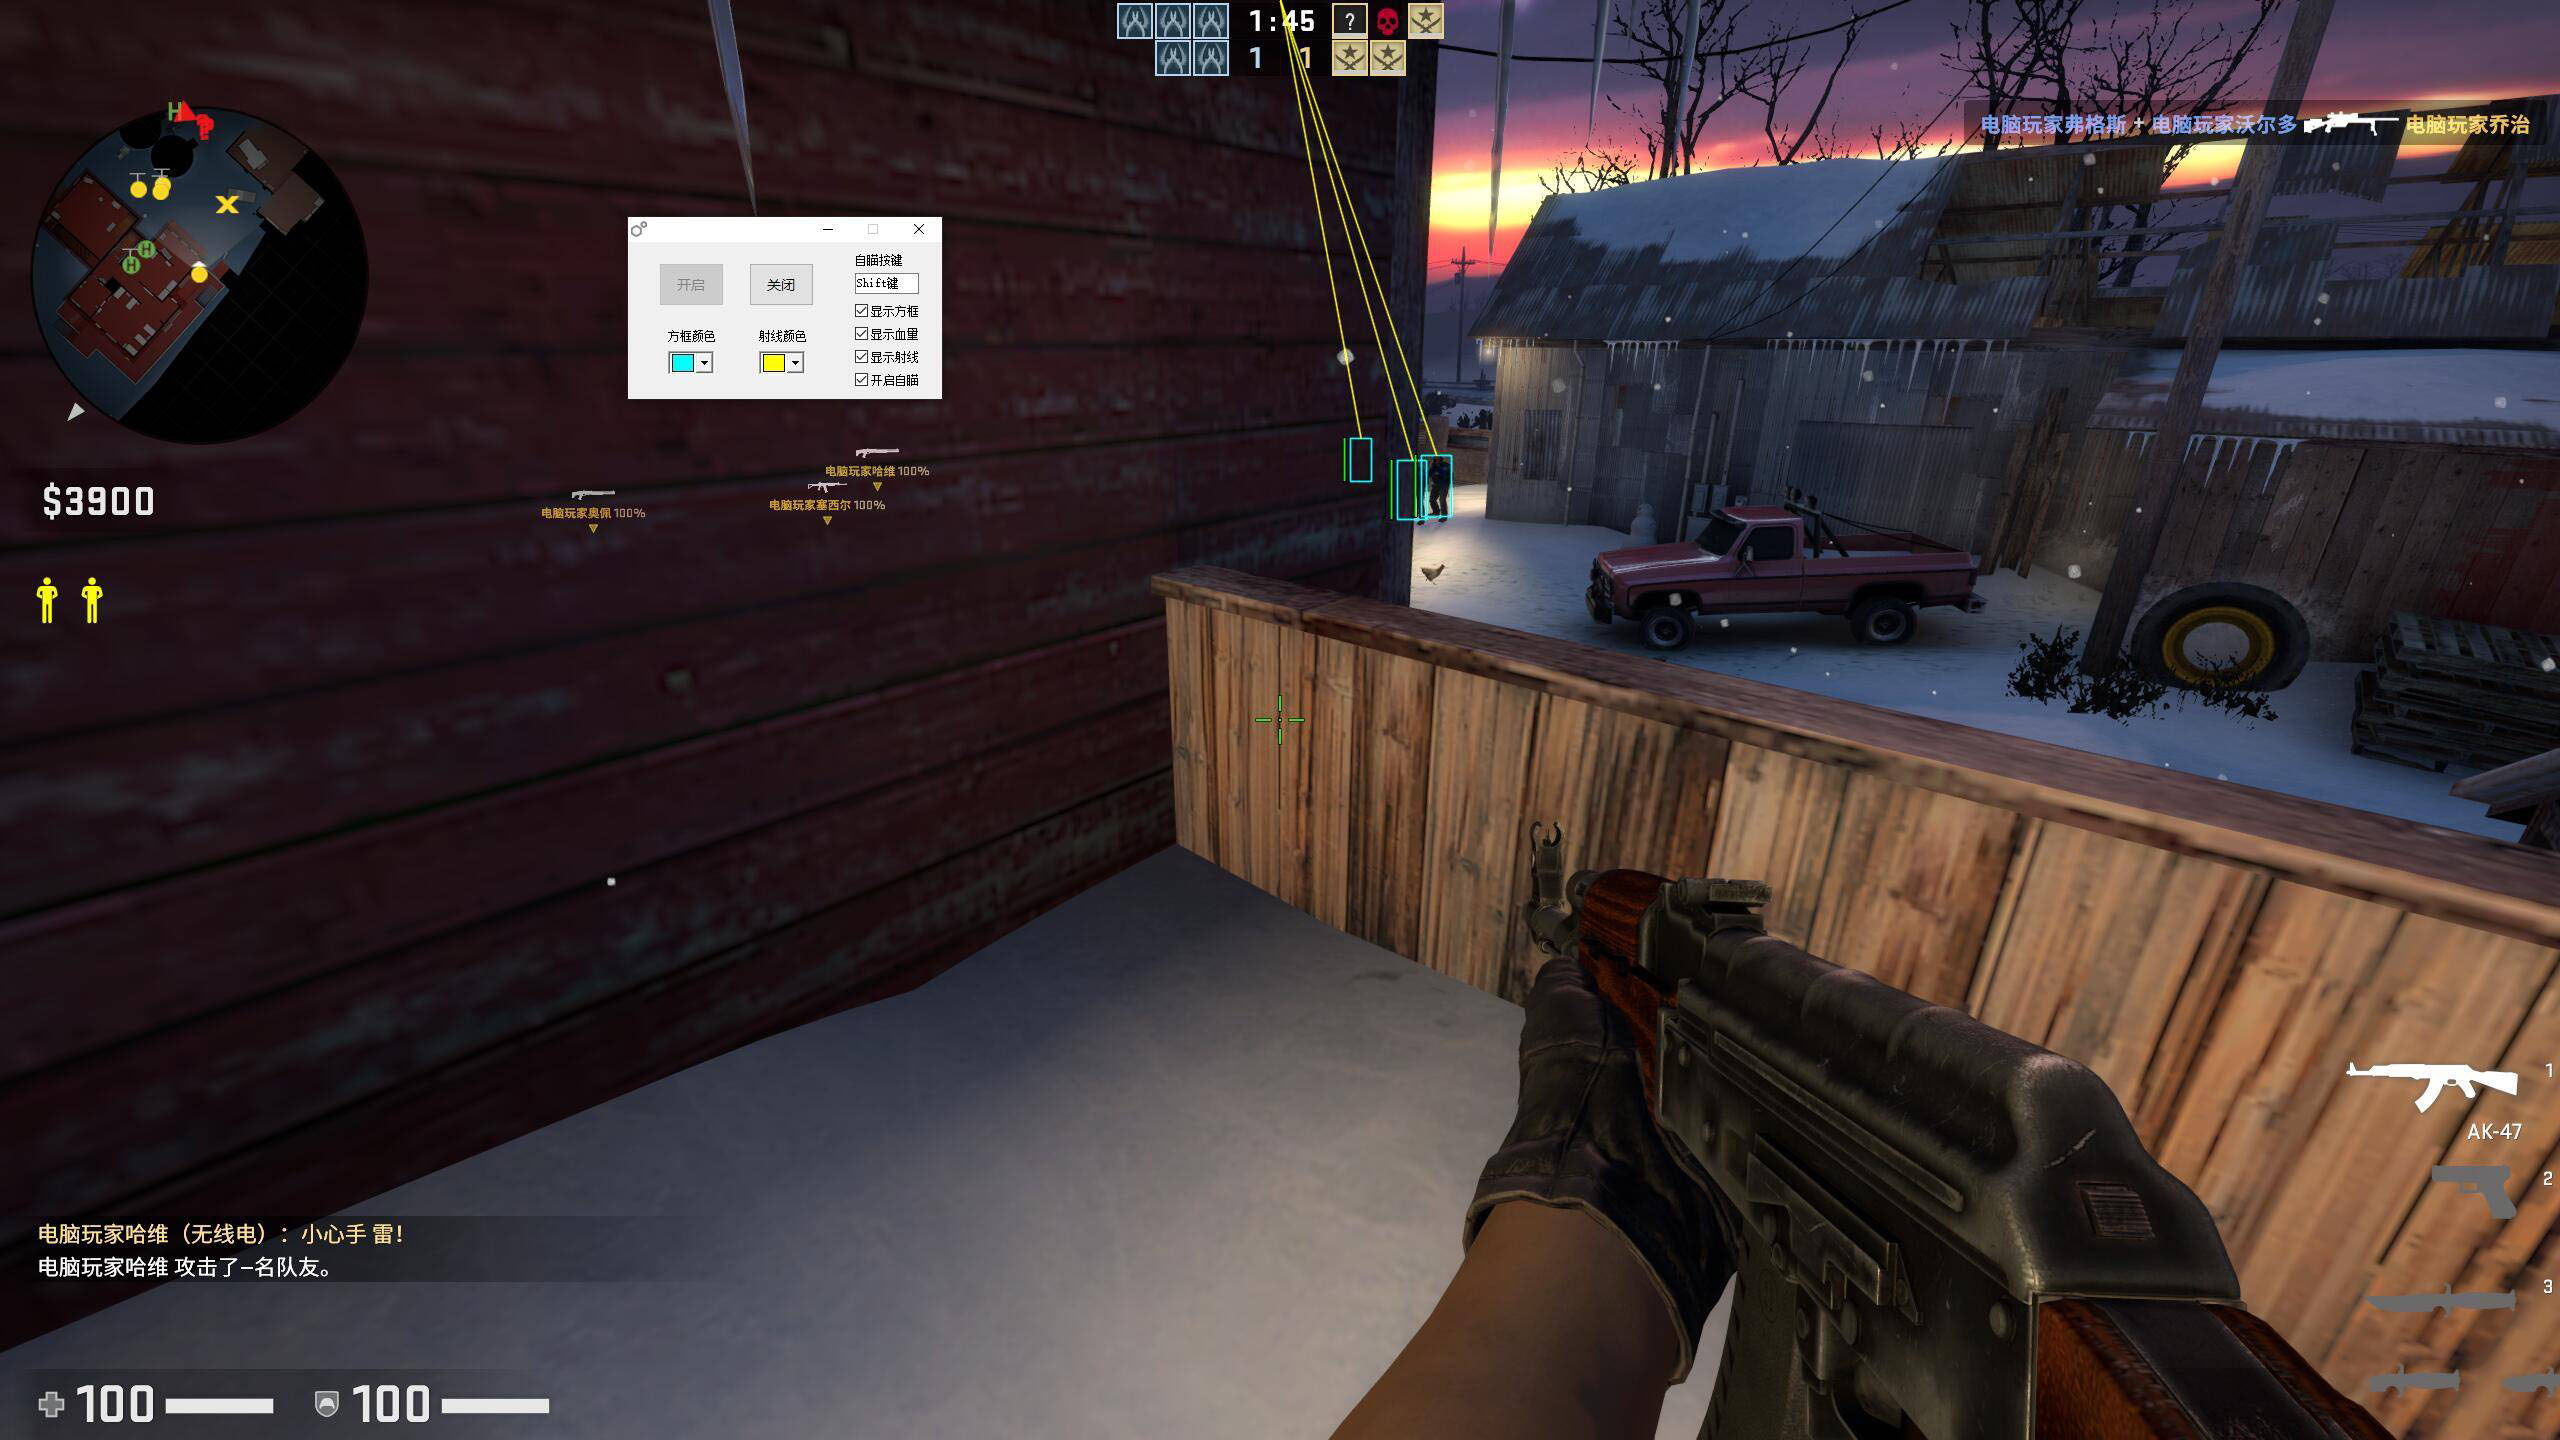 1:45
?
1 1
电脑玩家弗格斯 + 电脑玩家沃尔多 电脑玩家乔治
H
H
H
$3900
开启
关闭
自瞄按键
Shift键
显示方框
显示血量
显示射线
开启自瞄
方框颜色
射线颜色
电脑玩家哈维 100%
电脑玩家塞西尔 100%
电脑玩家奥佩 100%
1
AK-47
2
3
电脑玩家哈维（无线电）：小心手 雷！
电脑玩家哈维 攻击了一名队友。
100
100